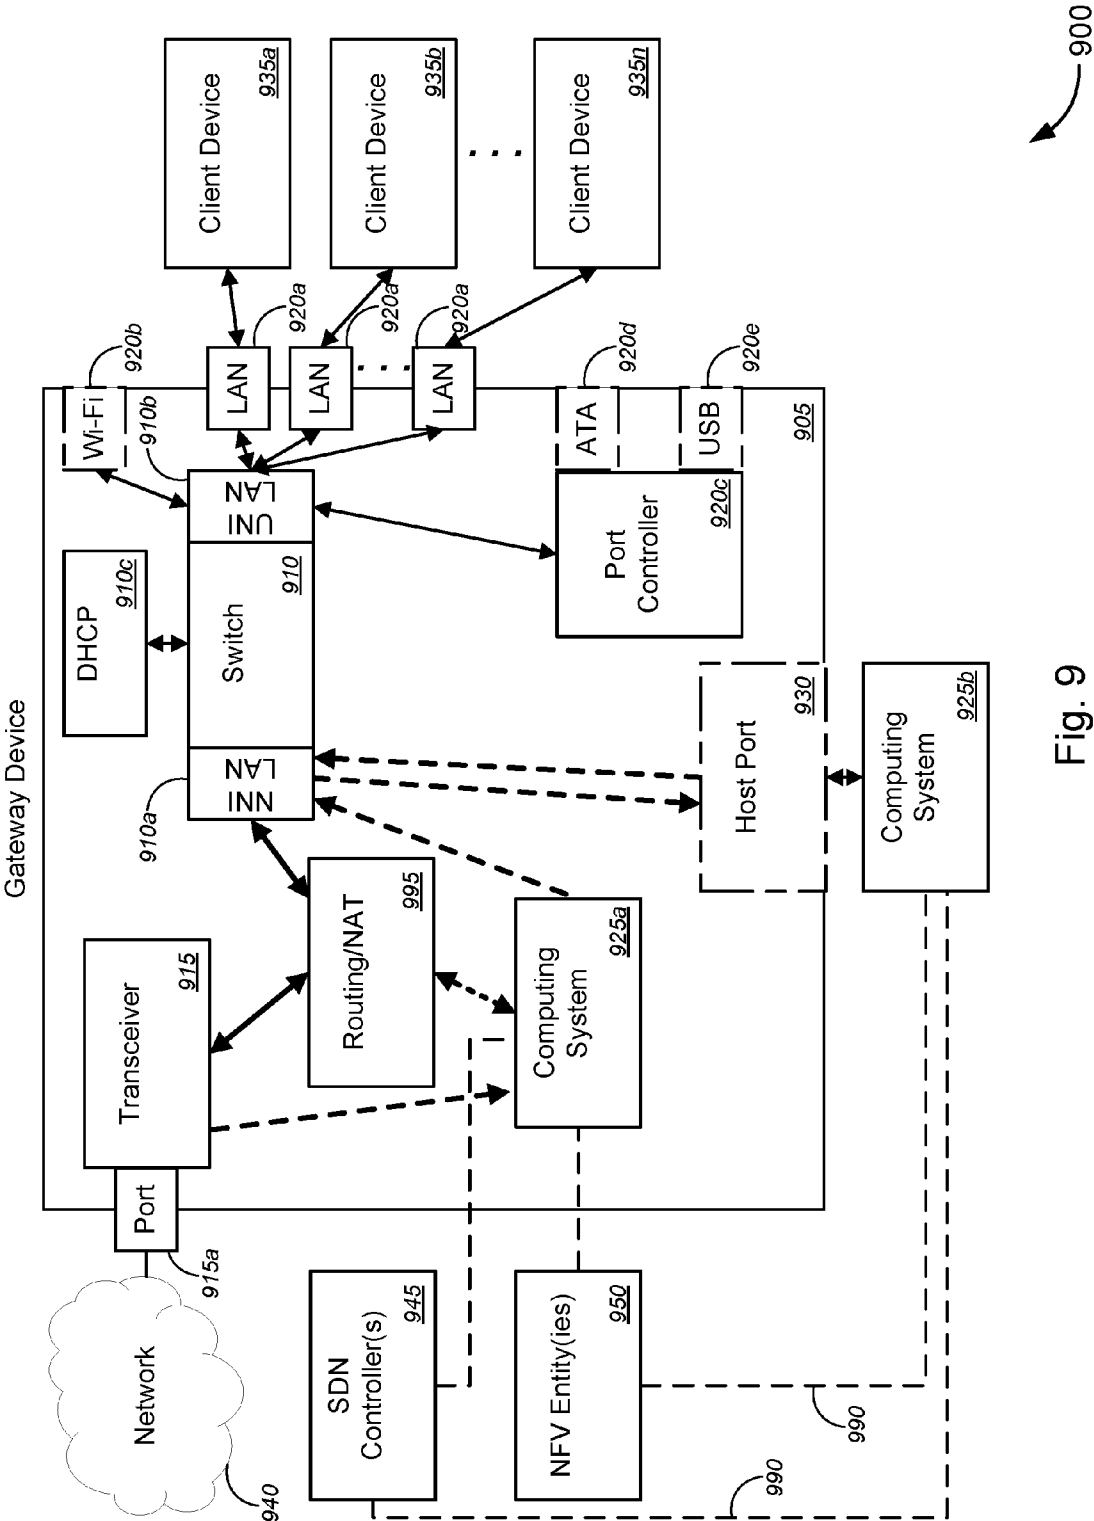 Gateway Device
Network
940
Port
915a
Transceiver
915
Routing/NAT
995
Computing
System
925a
SDN
Controller(s)
945
NFV Entity(ies)
950
990
990
NNI
LAN
910a
Switch
910
UNI
LAN
910b
DHCP
910c
Wi-Fi
920b
LAN
920a
LAN
920a
LAN
920a
ATA
920d
USB
920e
Port
Controller
920c
905
Host Port
930
Computing
System
925b
Client Device
935a
Client Device
935b
Client Device
935n
900
Fig. 9